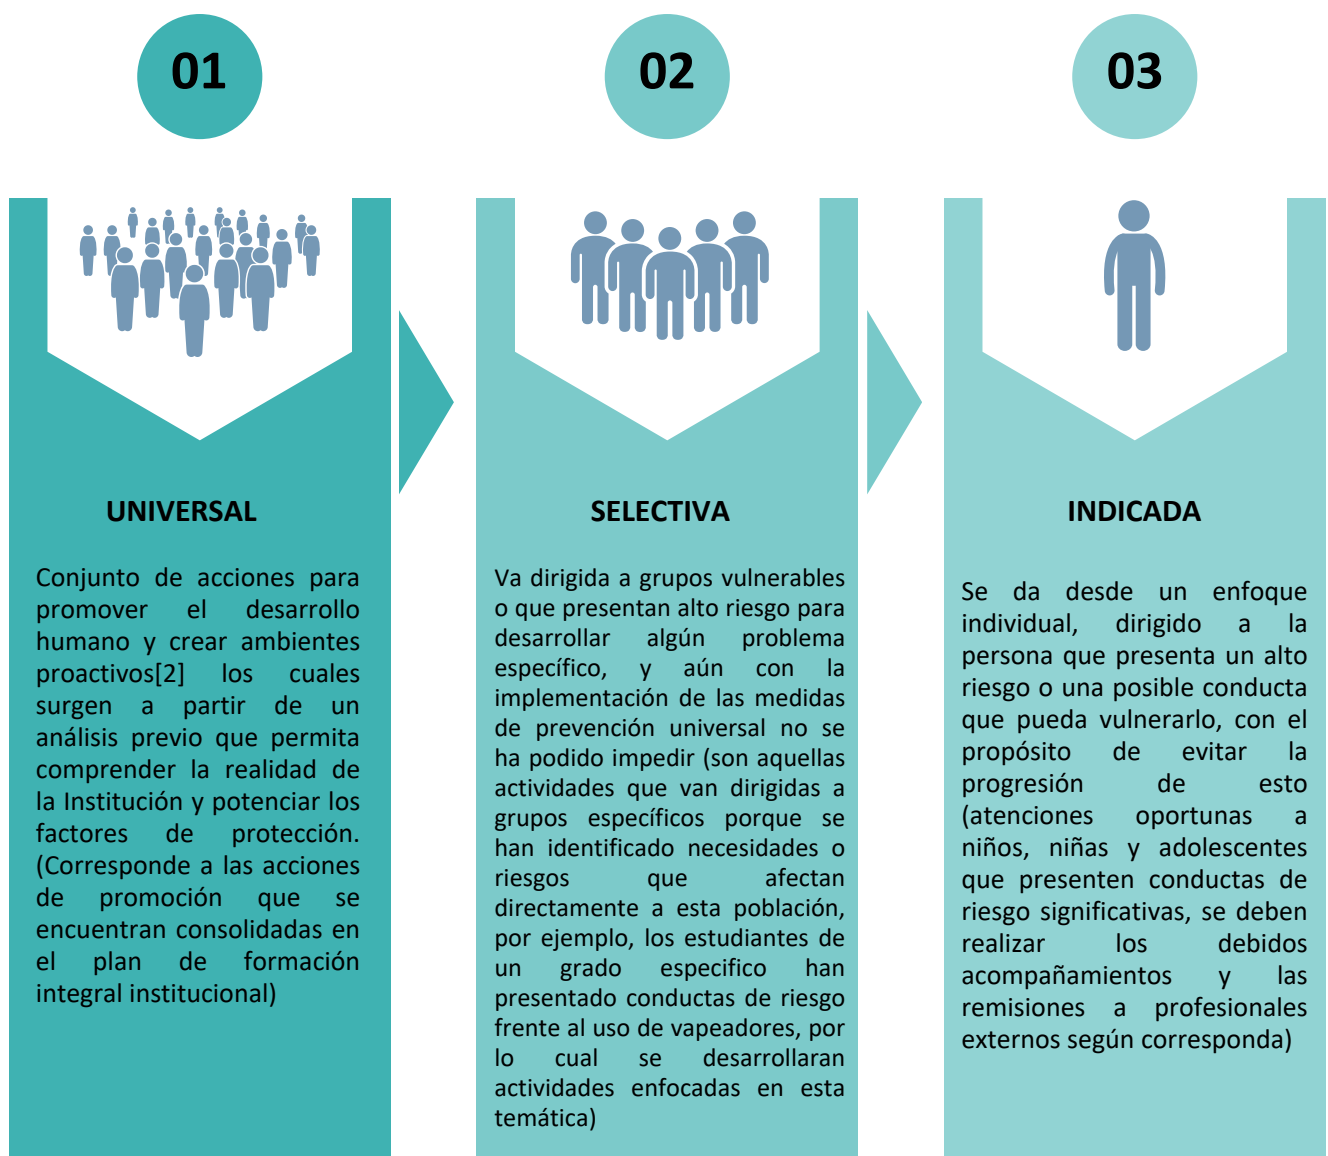 01
UNIVERSAL
Conjunto de acciones para
promover el desarrollo
humano y crear ambientes
proactivos[2] los cuales
surgen a partir de un
análisis previo que permita
comprender la realidad de
la Institución y potenciar los
factores de protección.
(Corresponde a las acciones
de promoción que se
encuentran consolidadas en
el plan de formación
integral institucional)
02
SELECTIVA
Va dirigida a grupos vulnerables
o que presentan alto riesgo para
desarrollar algún problema
específico, y aún con la
implementación de las medidas
de prevención universal no se
ha podido impedir (son aquellas
actividades que van dirigidas a
grupos específicos porque se
han identificado necesidades o
riesgos que afectan
directamente a esta población,
por ejemplo, los estudiantes de
un grado especifico han
presentado conductas de riesgo
frente al uso de vapeadores, por
lo cual se desarrollaran
actividades enfocadas en esta
temática)
03
INDICADA
Se da desde un enfoque
individual, dirigido a la
persona que presenta un alto
riesgo o una posible conducta
que pueda vulnerarlo, con el
propósito de evitar la
progresión de esto
(atenciones oportunas a
niños, niñas y adolescentes
que presenten conductas de
riesgo significativas, se deben
realizar los debidos
acompañamientos y las
remisiones a profesionales
externos según corresponda)